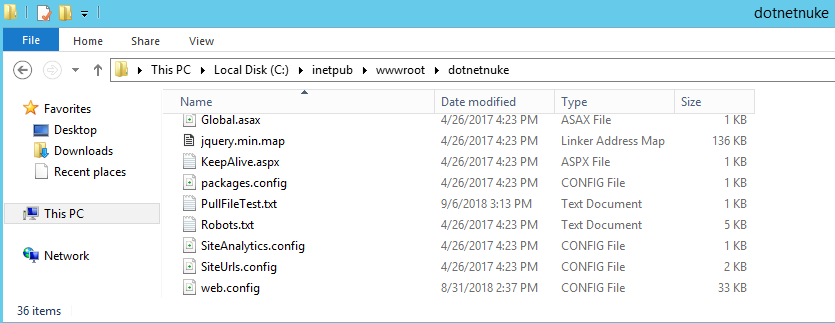 dotnetnuke
File Home Share View
This PC Local Disk (C:) inetpub wwwroot dotnetnuke
Favorites
Desktop
Downloads
Recent places
This PC
Network
Name Date modified Type Size
Global.asax 4/26/2017 4:23 PM ASAX File 1 KB
jquery.min.map 4/26/2017 4:23 PM Linker Address Map 136 KB
KeepAlive.aspx 4/26/2017 4:23 PM ASPX File 1 KB
packages.config 4/26/2017 4:23 PM CONFIG File 1 KB
PullFileTest.txt 9/6/2018 3:13 PM Text Document 1 KB
Robots.txt 4/26/2017 4:23 PM Text Document 5 KB
SiteAnalytics.config 4/26/2017 4:23 PM CONFIG File 1 KB
SiteUrls.config 4/26/2017 4:23 PM CONFIG File 2 KB
web.config 8/31/2018 2:37 PM CONFIG File 33 KB
36 items